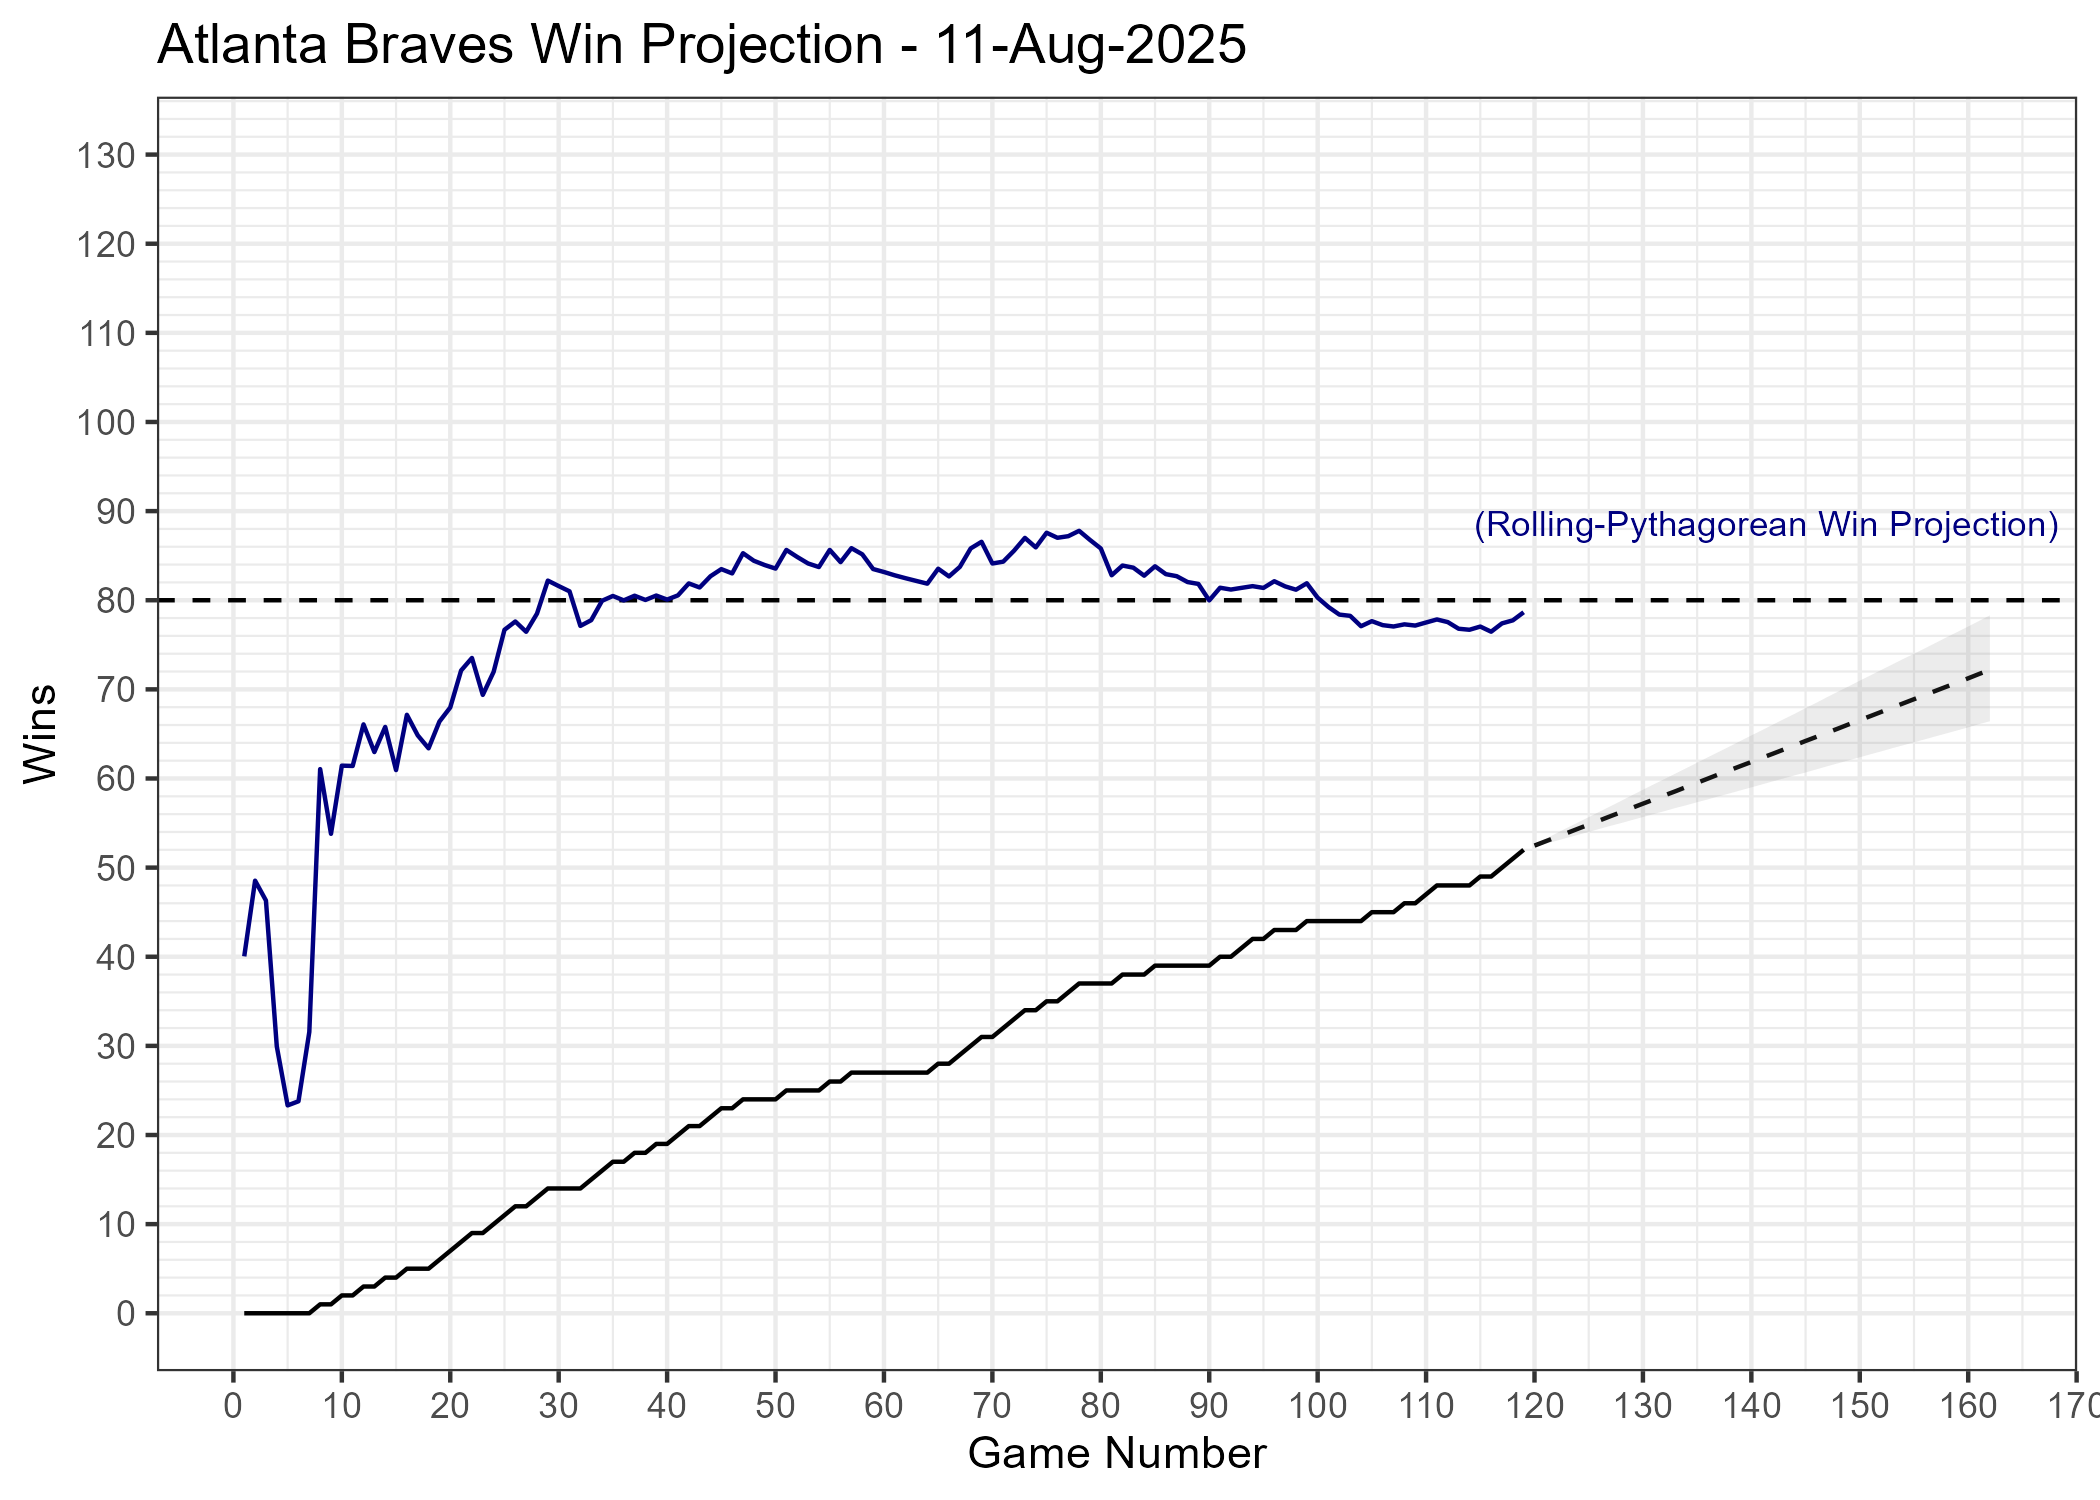 Atlanta Braves Win Projection - 11-Aug-2025
130
120
110
100
90
(Rolling-Pythagorean Win Projection)
80
70
Wins
60
50
40
30
20
10
0
0 10 20 30 40 50 60 70 80 90 100 110 120 130 140 150 160 170
Game Number